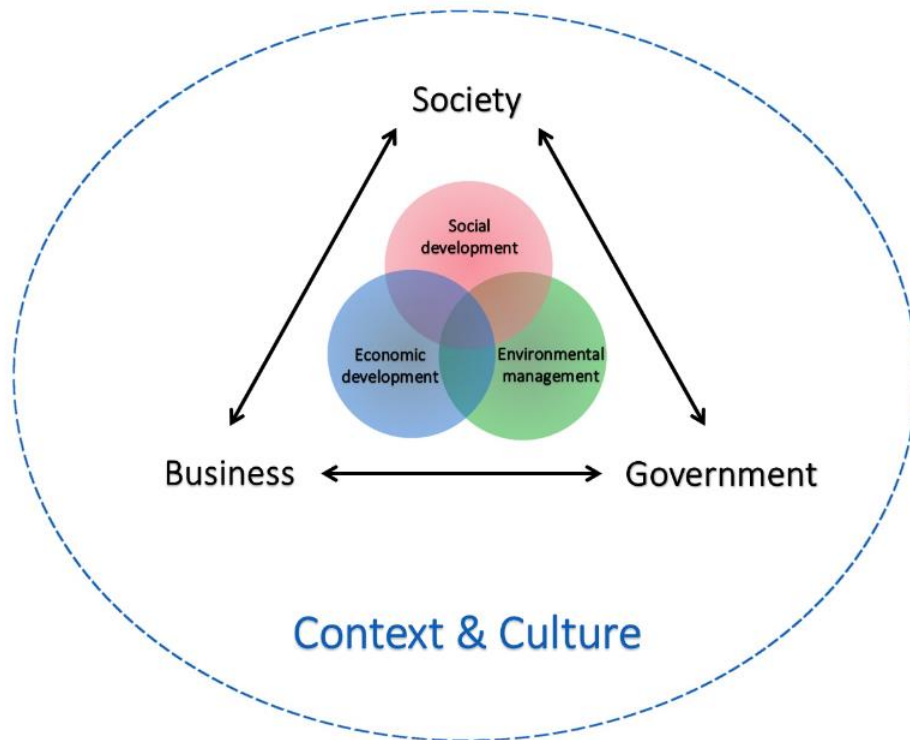 Society
Social
development
Economic
development
Environmental
management
Business
Government
Context & Culture